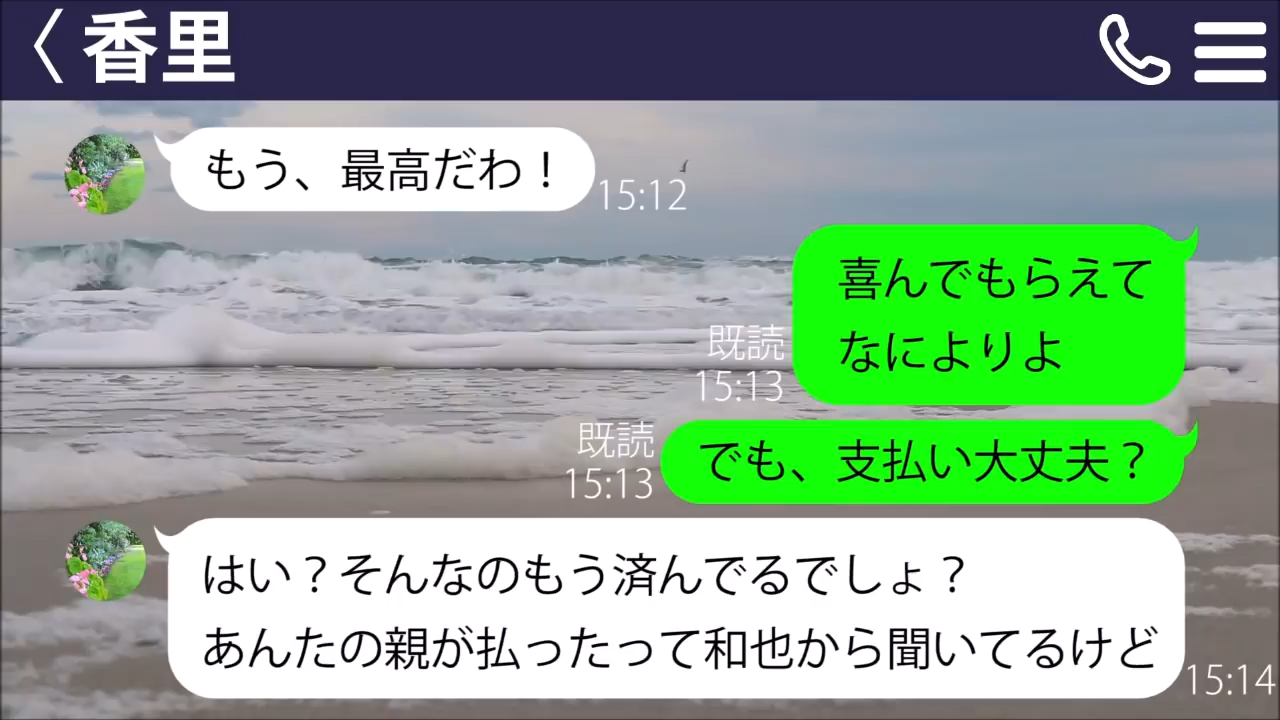 香里
もう、最高だわ！
15:12
喜んでもらえて
なによりよ
既読
15:13
でも、支払い大丈夫？
既読
15:13
はい？そんなのもう済んでるでしょ？
あんたの親が払ったって和也から聞いてるけど
15:14